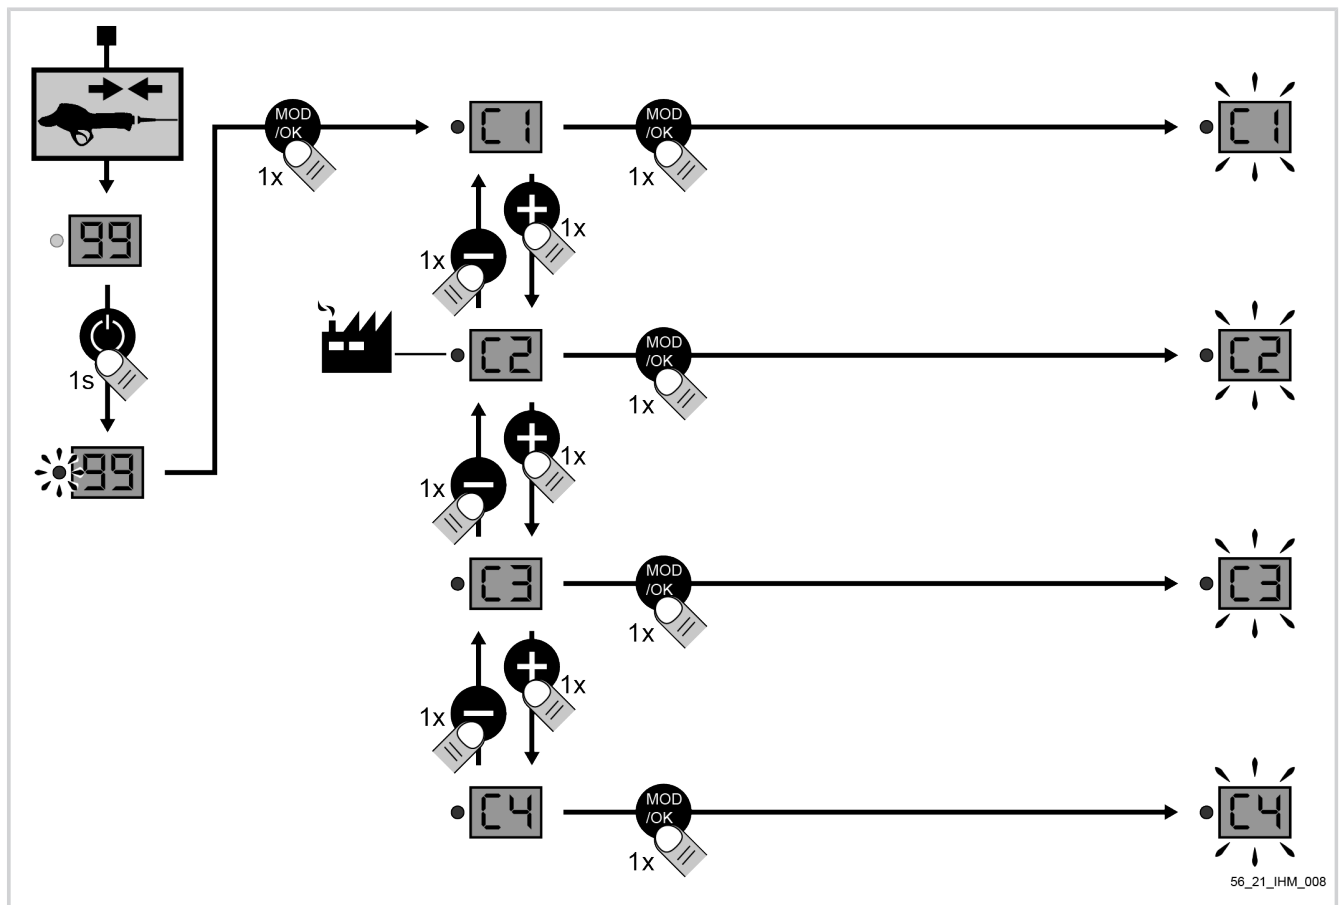 MOD
/OK
1x
C1
MOD
/OK
1x
C1
99
1x
1x
1s
C2
MOD
/OK
1x
C2
99
1x
1x
C3
MOD
/OK
1x
C3
1x
1x
C4
MOD
/OK
1x
C4
56_21_IHM_008